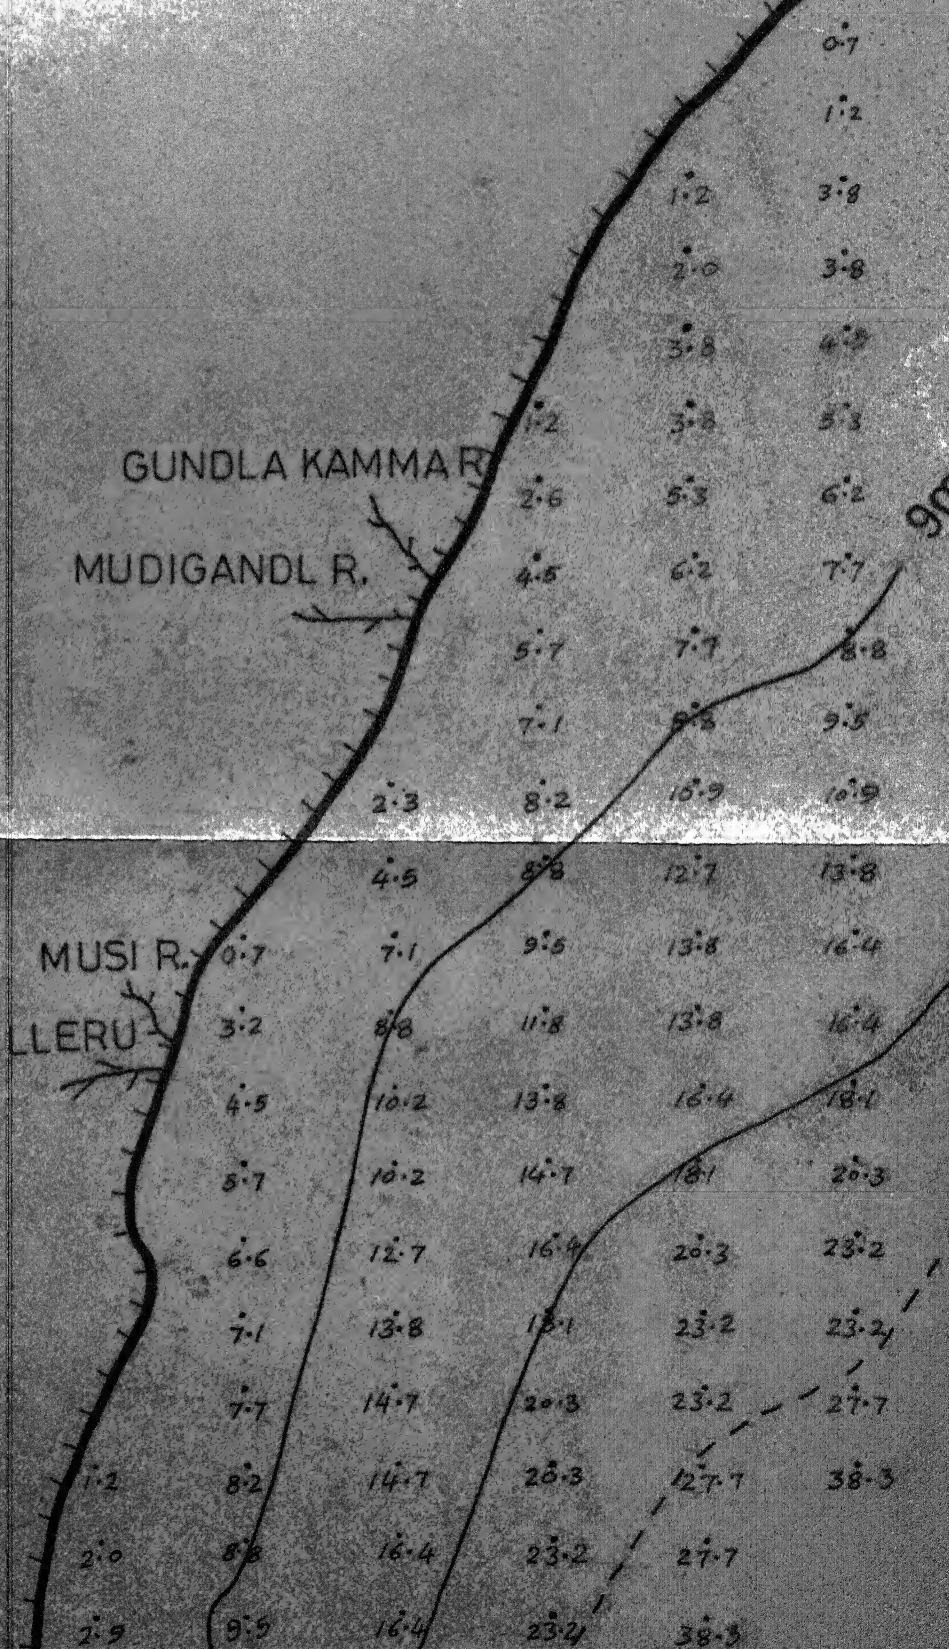 0.7
1.2
1.2 3.8
2.0 3.8
3.8
1.2 3.8 5.3
GUNDLA KAMMA R
2.6 5.3 6.2
9m
MUDIGANDL R. 4.5 6.2 7.7
5.7 7.7 8.8
7.1 8.8 9.5
2.3 8.2 10.9 10.9
4.5 8.8 12.7 13.8
MUSI R. 0.7 7.1 9.5 13.8 16.4
LLERU 3.2 8.8 11.8 13.8 16.4
4.5 10.2 13.8 16.4 18.1
5.7 10.2 14.7 18.1 20.3
6.6 12.7 16.4 20.3 23.2
7.1 13.8 18.1 23.2 23.2
7.7 14.7 20.3 23.2 27.7
1.2 8.2 14.7 20.3 27.7 38.3
2.0 8.8 16.4 23.2 27.7
2.9 9.5 16.4 23.2 38.3